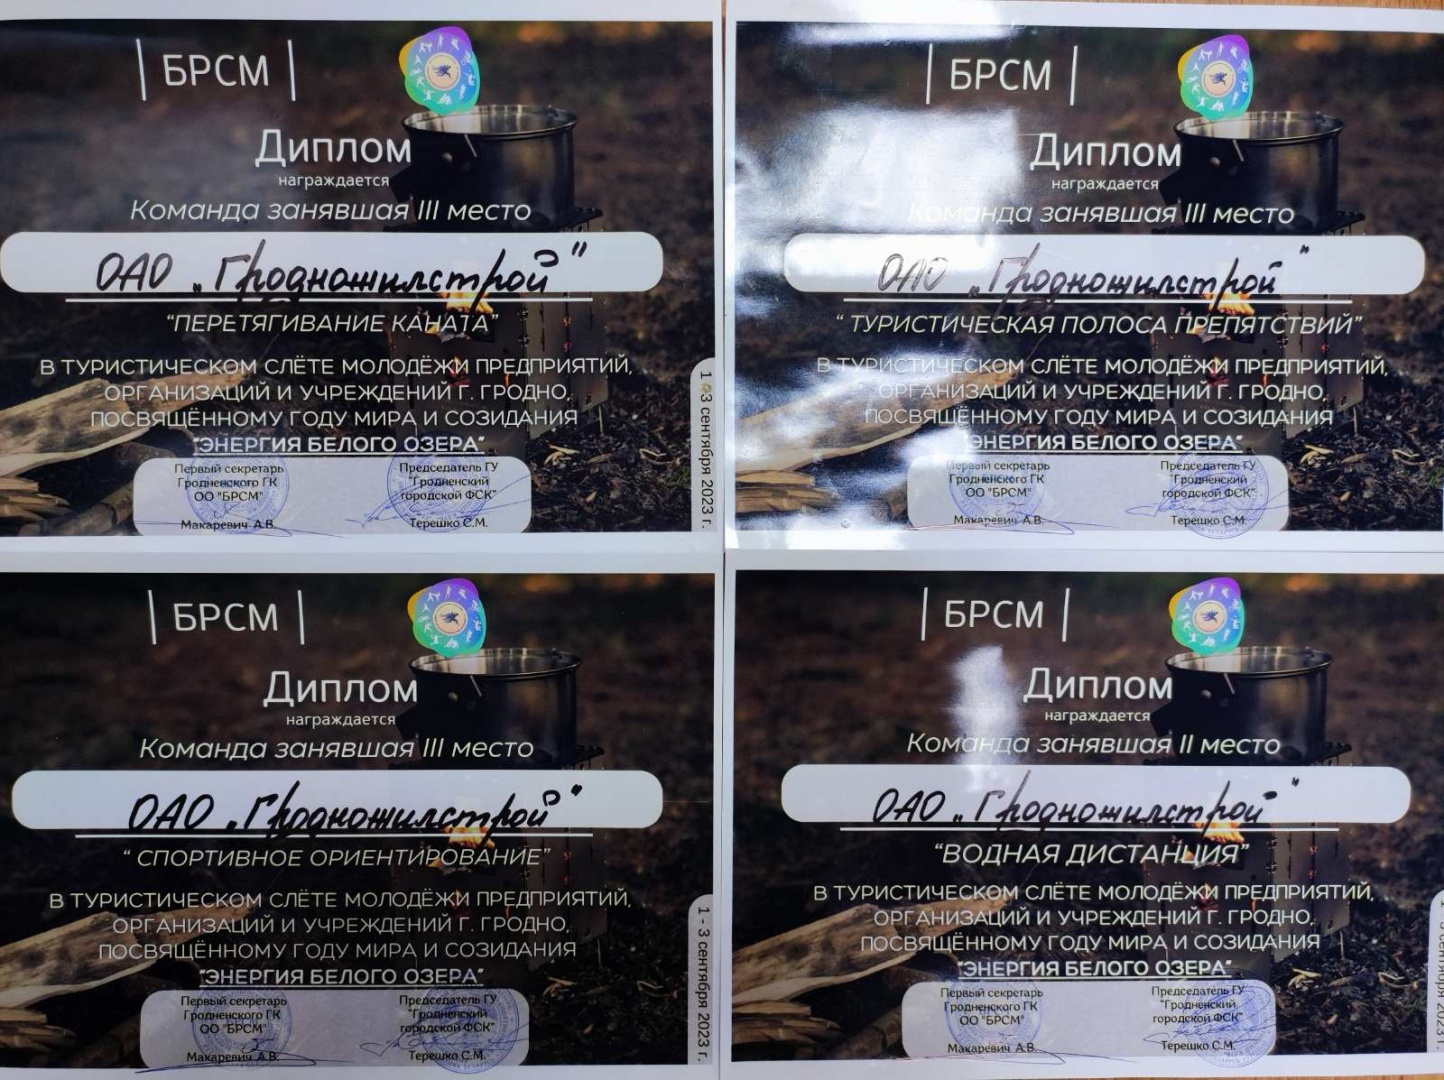 БРСМ
Диплом
награждается
Команда занявшая III место
ОАО „Гродножилстрой"
“ПЕРЕТЯГИВАНИЕ КАНАТА”
В ТУРИСТИЧЕСКОМ СЛЁТЕ МОЛОДЁЖИ ПРЕДПРИЯТИЙ,
ОРГАНИЗАЦИЙ И УЧРЕЖДЕНИЙ Г. ГРОДНО,
ПОСВЯЩЁННОМУ ГОДУ МИРА И СОЗИДАНИЯ
"ЭНЕРГИЯ БЕЛОГО ОЗЕРА"
Первый секретарь
Гродненского ГК
ОО "БРСМ"
Макаревич А.В.
Председатель ГУ
"Гродненский
городской ФСК"
Терешко С.М.
1 - 3 сентября 2023 г.
БРСМ
Диплом
награждается
Команда занявшая III место
ОАО „Гродножилстрой"
“ ТУРИСТИЧЕСКАЯ ПОЛОСА ПРЕПЯТСТВИЙ”
В ТУРИСТИЧЕСКОМ СЛЁТЕ МОЛОДЁЖИ ПРЕДПРИЯТИЙ,
ОРГАНИЗАЦИЙ И УЧРЕЖДЕНИЙ Г. ГРОДНО,
ПОСВЯЩЁННОМУ ГОДУ МИРА И СОЗИДАНИЯ
"ЭНЕРГИЯ БЕЛОГО ОЗЕРА"
Первый секретарь
Гродненского ГК
ОО "БРСМ"
Макаревич А.В.
Председатель ГУ
"Гродненский
городской ФСК"
Терешко С.М.
БРСМ
Диплом
награждается
Команда занявшая III место
ОАО „Гродножилстрой"
“ СПОРТИВНОЕ ОРИЕНТИРОВАНИЕ”
В ТУРИСТИЧЕСКОМ СЛЁТЕ МОЛОДЁЖИ ПРЕДПРИЯТИЙ,
ОРГАНИЗАЦИЙ И УЧРЕЖДЕНИЙ Г. ГРОДНО,
ПОСВЯЩЁННОМУ ГОДУ МИРА И СОЗИДАНИЯ
"ЭНЕРГИЯ БЕЛОГО ОЗЕРА"
Первый секретарь
Гродненского ГК
ОО "БРСМ"
Макаревич А.В.
Председатель ГУ
"Гродненский
городской ФСК"
Терешко С.М.
1 - 3 сентября 2023 г.
БРСМ
Диплом
награждается
Команда занявшая II место
ОАО „Гродножилстрой"
“ВОДНАЯ ДИСТАНЦИЯ”
В ТУРИСТИЧЕСКОМ СЛЁТЕ МОЛОДЁЖИ ПРЕДПРИЯТИЙ,
ОРГАНИЗАЦИЙ И УЧРЕЖДЕНИЙ Г. ГРОДНО,
ПОСВЯЩЁННОМУ ГОДУ МИРА И СОЗИДАНИЯ
"ЭНЕРГИЯ БЕЛОГО ОЗЕРА"
Первый секретарь
Гродненского ГК
ОО "БРСМ"
Макаревич А.В.
Председатель ГУ
"Гродненский
городской ФСК"
Терешко С.М.